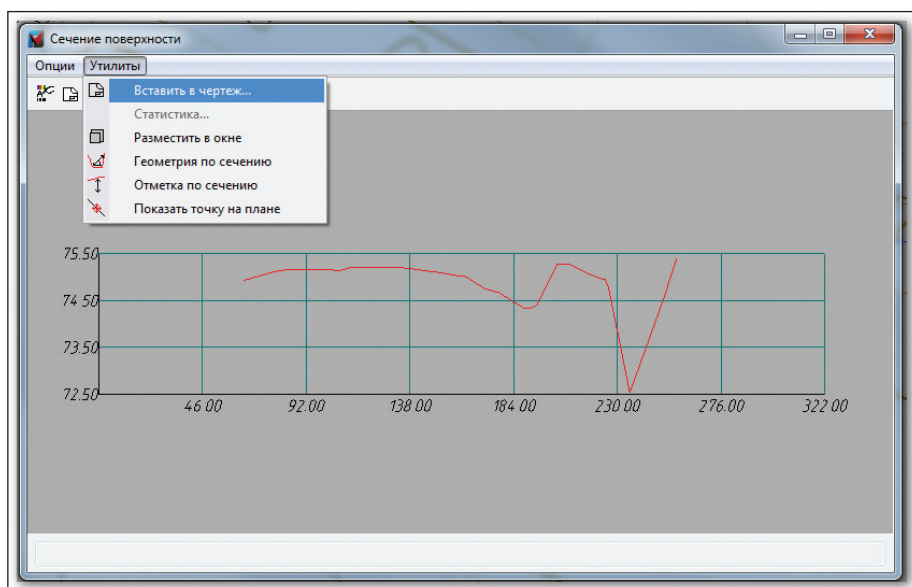 Сечение поверхности
Опции Утилиты
Вставить в чертеж...
Статистика...
Разместить в окне
Геометрия по сечению
Отметка по сечению
Показать точку на плане
75.50
74 50
73.50
72.50
46 00 92.00 138 00 184 00 230 00 276.00 322 00